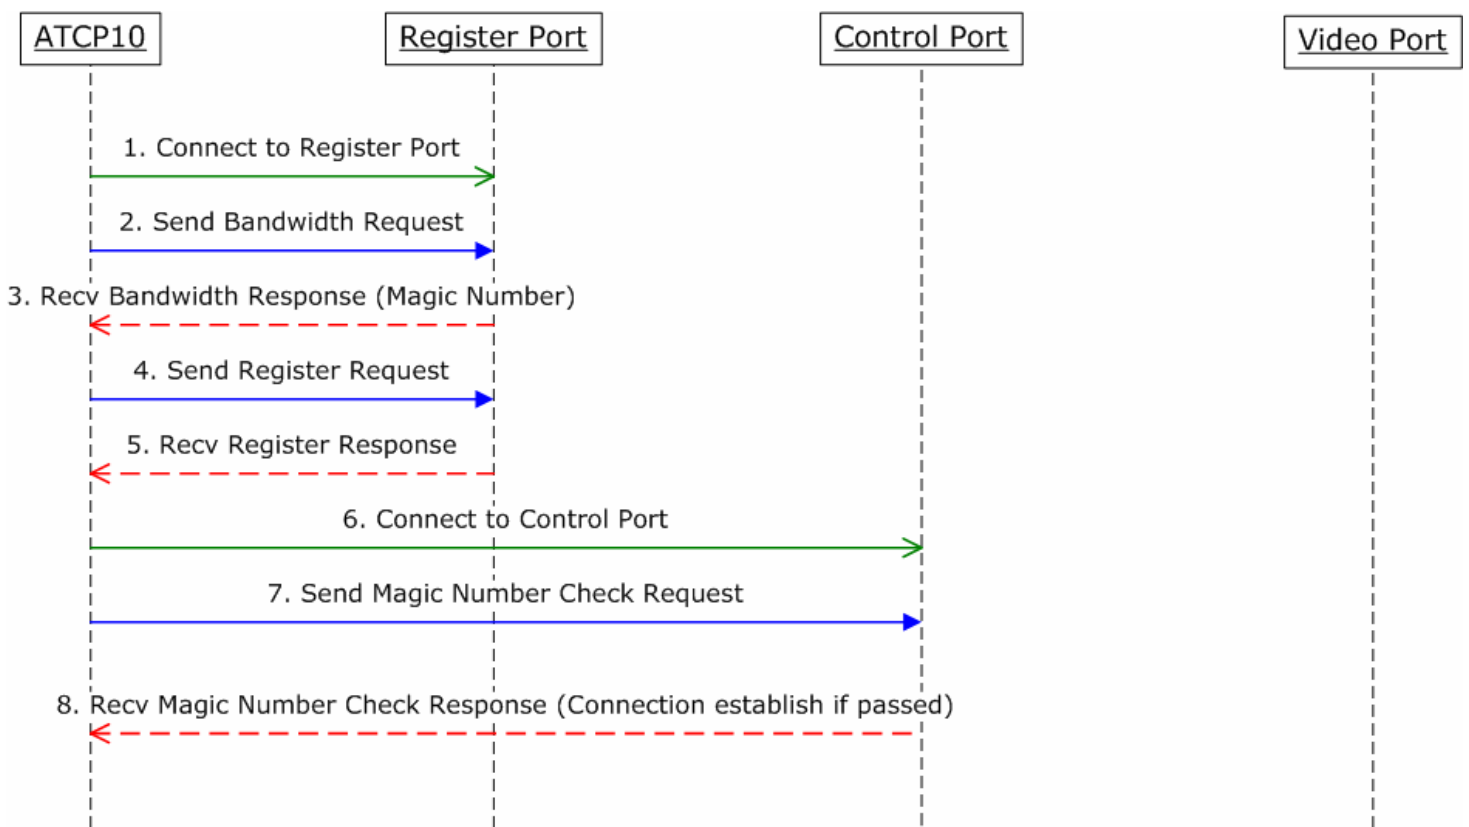 ATCP10
Register Port
Control Port
Video Port
1. Connect to Register Port
2. Send Bandwidth Request
3. Recv Bandwidth Response (Magic Number)
4. Send Register Request
5. Recv Register Response
6. Connect to Control Port
7. Send Magic Number Check Request
8. Recv Magic Number Check Response (Connection establish if passed)